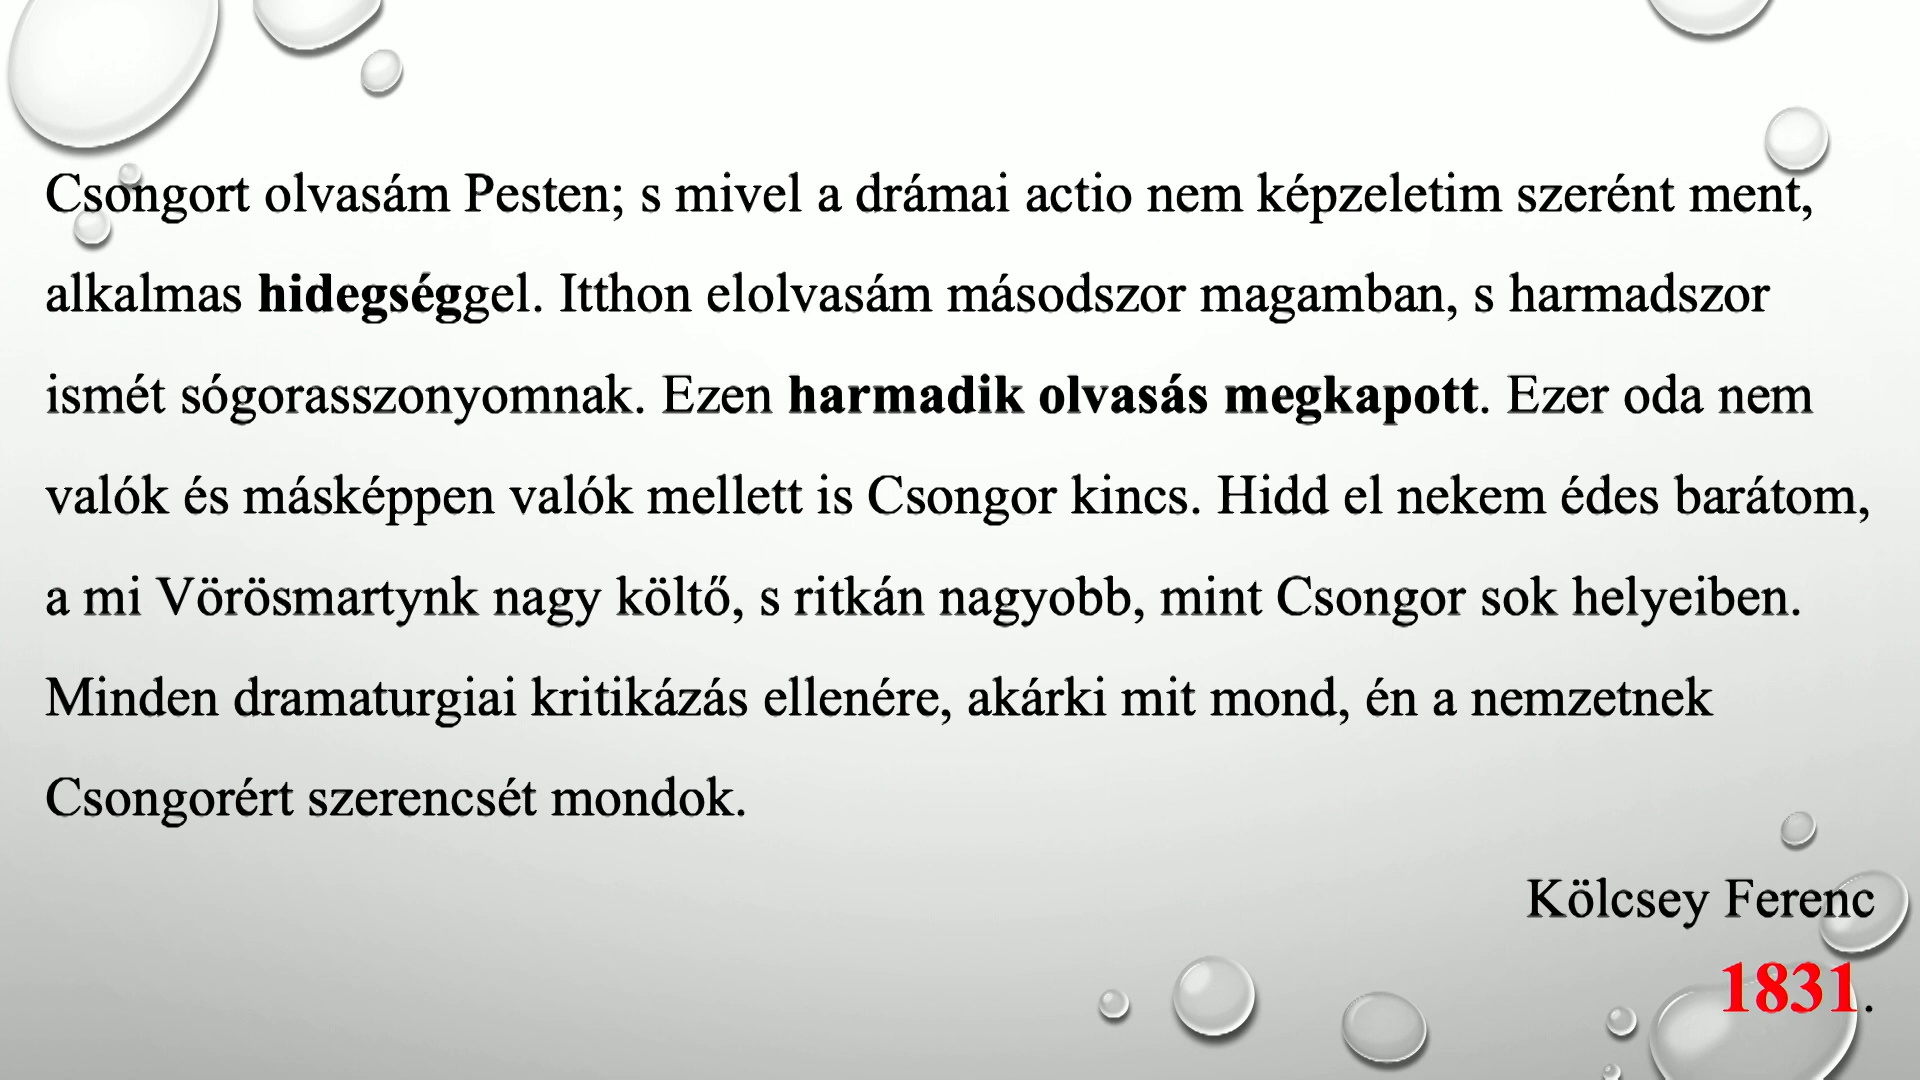 Csongort olvasám Pesten; s mivel a drámai actio nem képzeletim szerént ment,
alkalmas hidegséggel. Itthon elolvasám másodszor magamban, s harmadszor
ismét sógorasszonyomnak. Ezen harmadik olvasás megkapott. Ezer oda nem
valók és másképpen valók mellett is Csongor kincs. Hidd el nekem édes barátom,
a mi Vörösmartynk nagy költő, s ritkán nagyobb, mint Csongor sok helyeiben.
Minden dramaturgiai kritikázás ellenére, akárki mit mond, én a nemzetnek
Csongorért szerencsét mondok.
Kölcsey Ferenc
1831.